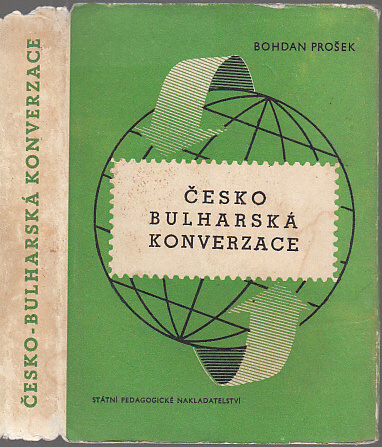 ČESKO-BULHARSKÁ KONVERZACE
BOHDAN PROŠEK
ČESKO
BULHARSKÁ
KONVERZACE
STÁTNÍ PEDAGOGICKÉ NAKLADATELSTVÍ